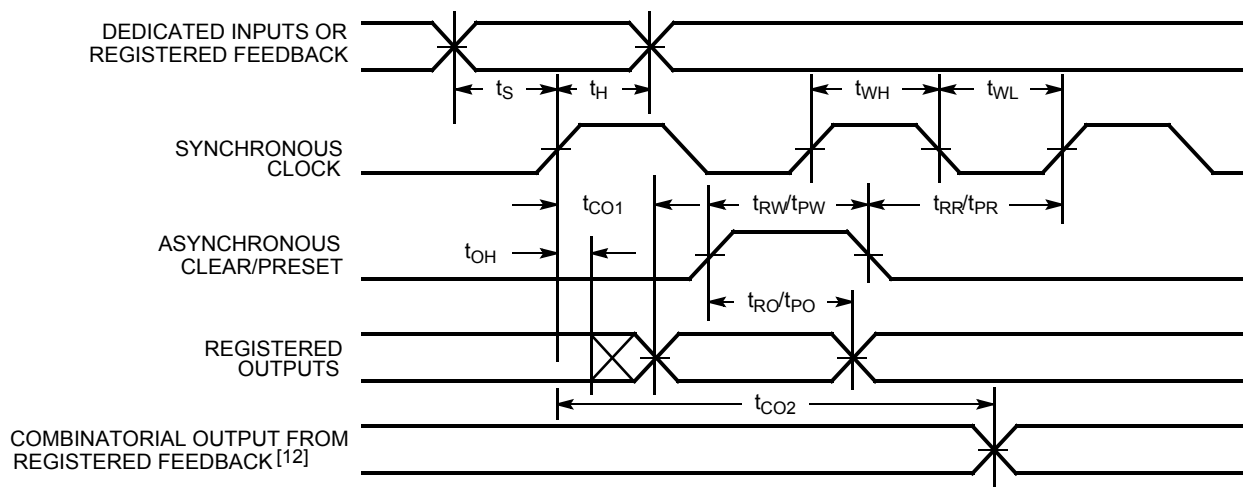 DEDICATED INPUTS OR
REGISTERED FEEDBACK
tS
tH
tWH
tWL
SYNCHRONOUS
CLOCK
tCO1
tRW/tPW
tRR/tPR
ASYNCHRONOUS
CLEAR/PRESET
tOH
tRO/tPO
REGISTERED
OUTPUTS
tCO2
COMBINATORIAL OUTPUT FROM
REGISTERED FEEDBACK [12]